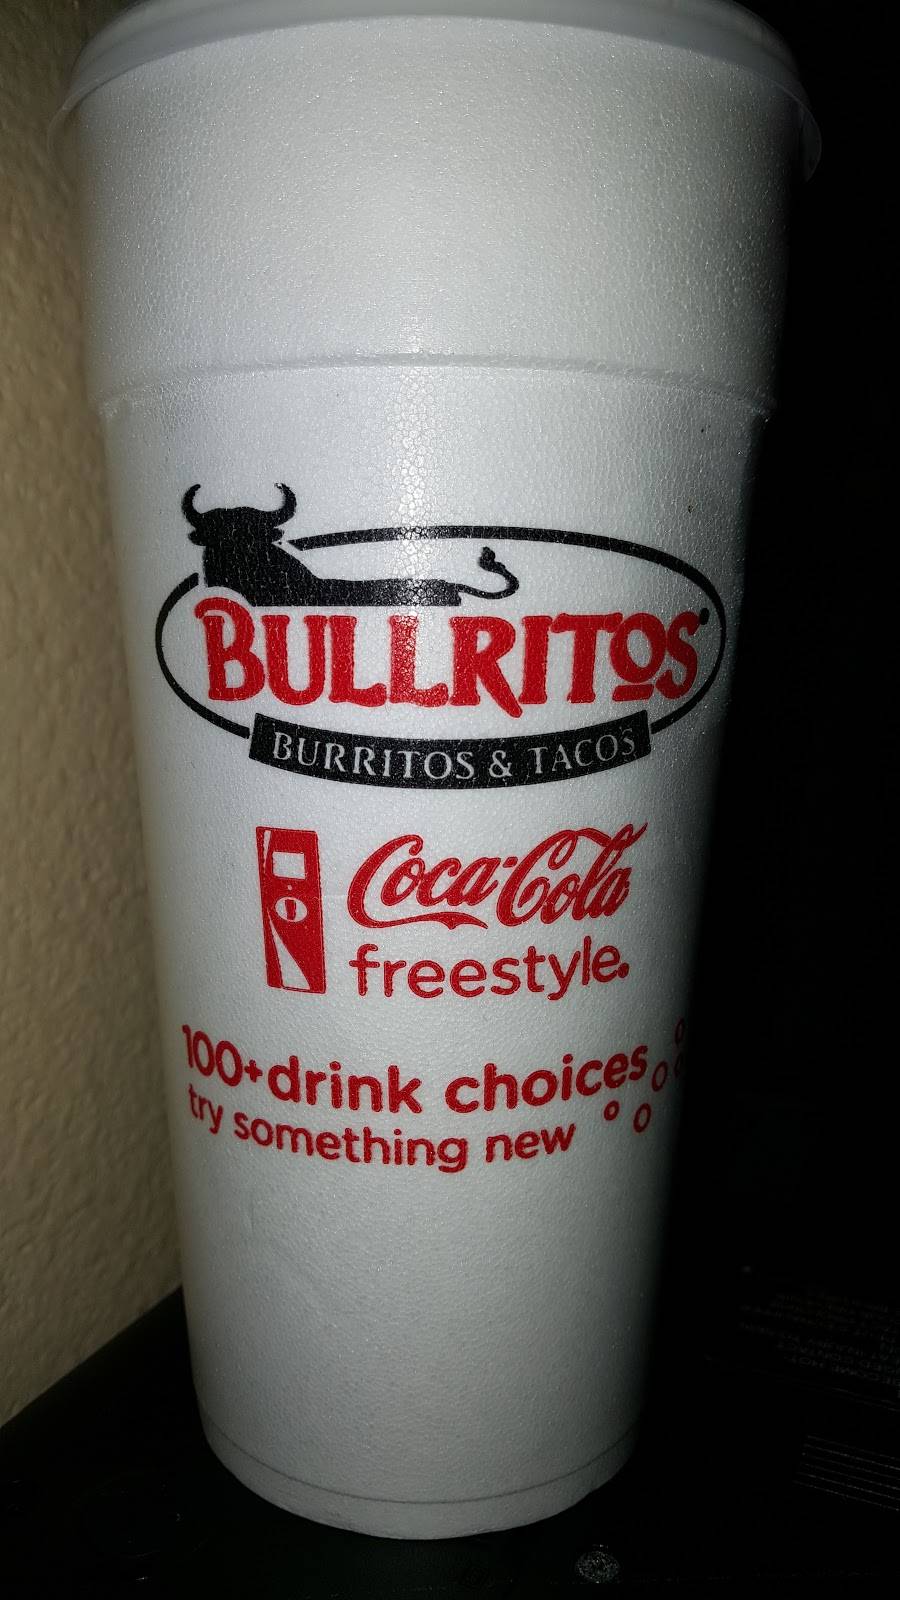 BULLRITOS
BURRITOS & TACOS
Coca-Cola
freestyle.
100+drink choices
try something new